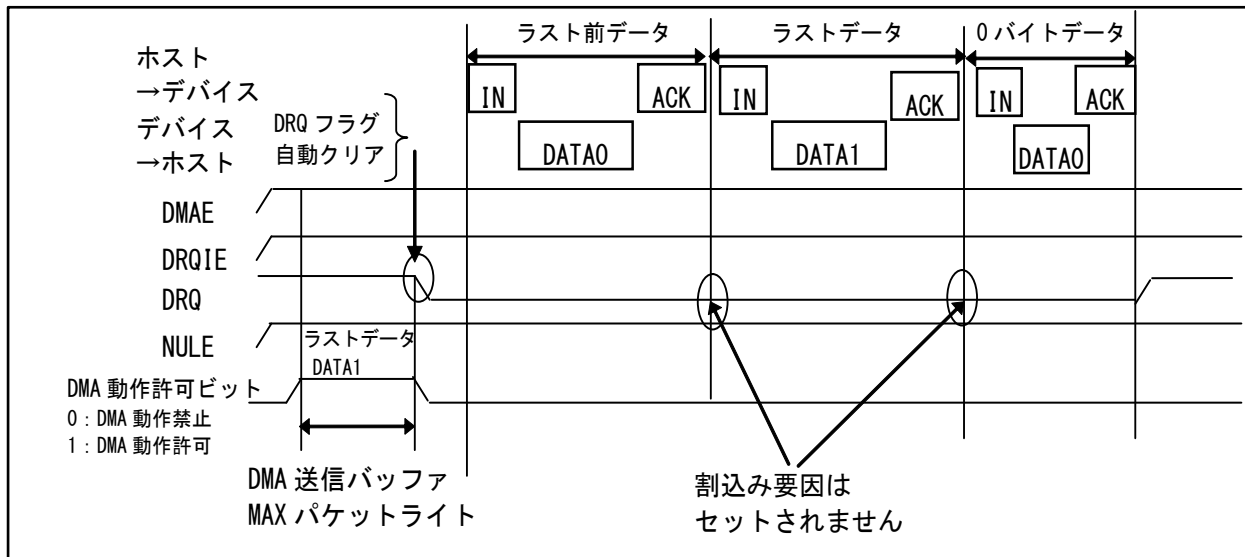 ラスト前データ
ラストデータ
0バイトデータ
ホスト
→デバイス
IN
ACK
IN
ACK
IN
ACK
デバイス
→ホスト
DRQ フラグ
自動クリア
DATA0
DATA1
DATA0
DMAE
DRQIE
DRQ
NULE
ラストデータ
DATA1
DMA 動作許可ビット
0：DMA 動作禁止
1：DMA 動作許可
DMA 送信バッファ
MAX パケットライト
割込み要因は
セットされません